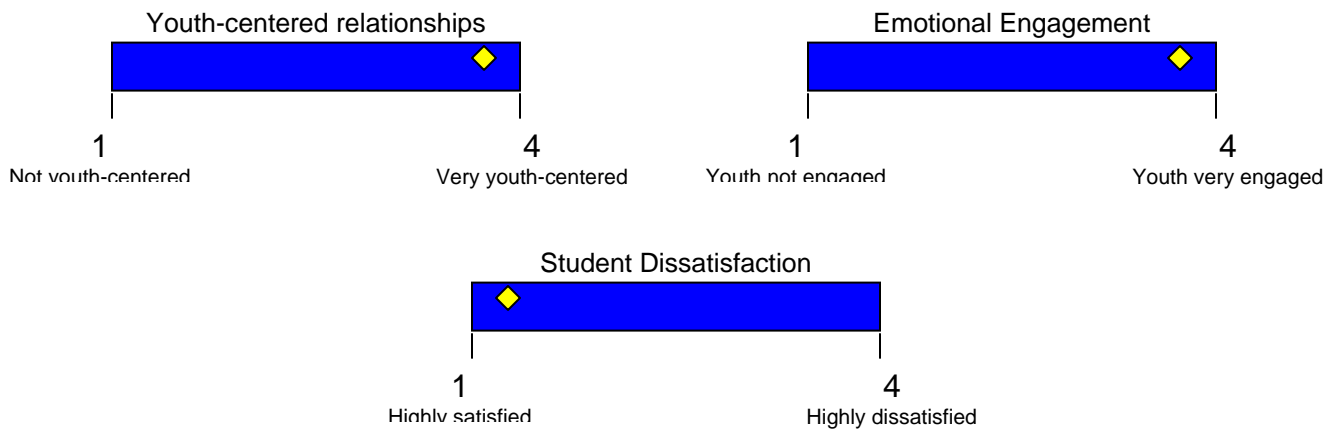 Youth-centered relationships
Emotional Engagement
1
4
1
4
Not youth-centered
Very youth-centered
Youth not engaged
Youth very engaged
Student Dissatisfaction
1
4
Highly satisfied
Highly dissatisfied